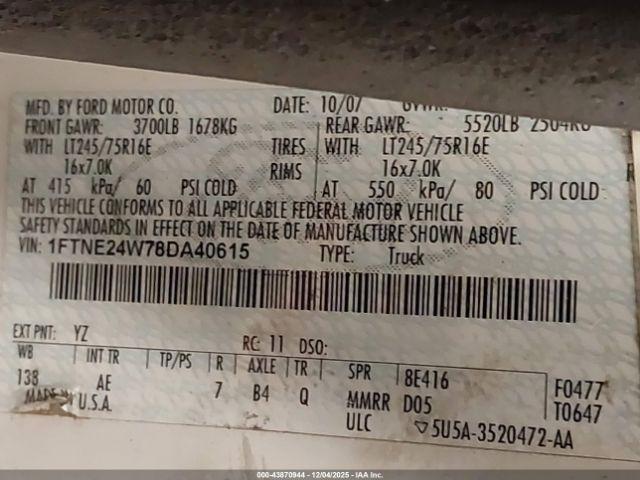 MFD. BY FORD MOTOR CO. DATE: 10/07 GVWR:
FRONT GAWR: 3700LB 1678KG REAR GAWR: 5520LB 2504KG
WITH LT245/75R16E TIRES WITH LT245/75R16E
16x7.0K RIMS 16x7.0K
AT 415 kPa/ 60 PSI COLD AT 550 kPa/ 80 PSI COLD
THIS VEHICLE CONFORMS TO ALL APPLICABLE FEDERAL MOTOR VEHICLE
SAFETY STANDARDS IN EFFECT ON THE DATE OF MANUFACTURE SHOWN ABOVE.
VIN: 1FTNE24W78DA40615 TYPE: Truck
EXT PNT: YZ RC: 11 DSO:
WB INT TR TP/PS R AXLE TR SPR 8E416 F0477
138 AE 7 B4 Q MMRR D05 T0647
MADE IN U.S.A. ULC ▽5U5A-3520472-AA
000-43870944 - 12/04/2025 - IAA Inc.